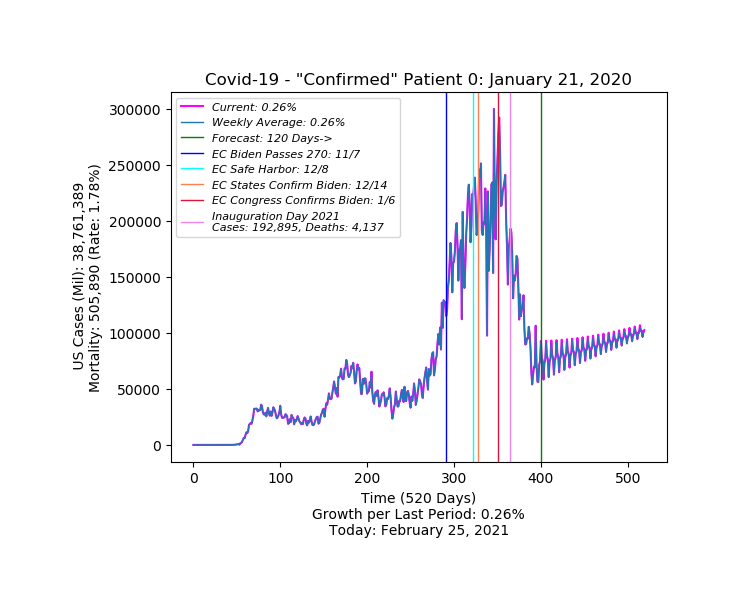 Covid-19 - "Confirmed" Patient 0: January 21, 2020
US Cases (Mil): 38,761,389
Mortality: 505,890 (Rate: 1.78%)
300000
250000
200000
150000
100000
50000
0
Current: 0.26%
Weekly Average: 0.26%
Forecast: 120 Days->
EC Biden Passes 270: 11/7
EC Safe Harbor: 12/8
EC States Confirm Biden: 12/14
EC Congress Confirms Biden: 1/6
Inauguration Day 2021
Cases: 192,895, Deaths: 4,137
0 100 200 300 400 500
Time (520 Days)
Growth per Last Period: 0.26%
Today: February 25, 2021